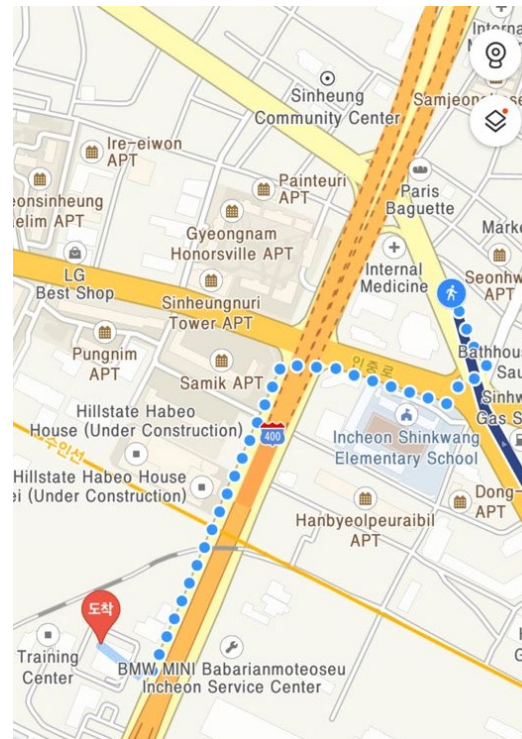 Interna
M
Sinheung
Community Center
Samjeong
Ire-eiwon
APT
Painteuri
APT
Paris
Baguette
eonsinheung
elim APT
Gyeongnam
Honorsville APT
Marke
LG
Best Shop
Internal
Medicine
Seonhw
APT
Sinheungnuri
Tower APT
Pungnim
APT
Samik APT
인중로
Bathhou
Sau
Hillstate Habeo
House (Under Construction)
400
Incheon Shinkwang
Elementary School
Sinhw
Gas S
수인선
Hillstate Habeo House
ei (Under Construction)
Hanbyeolpeuraibil
APT
Dong-
APT
도착
Training
Center
BMW MINI Babarianmoteoseu
Incheon Service Center
H
G